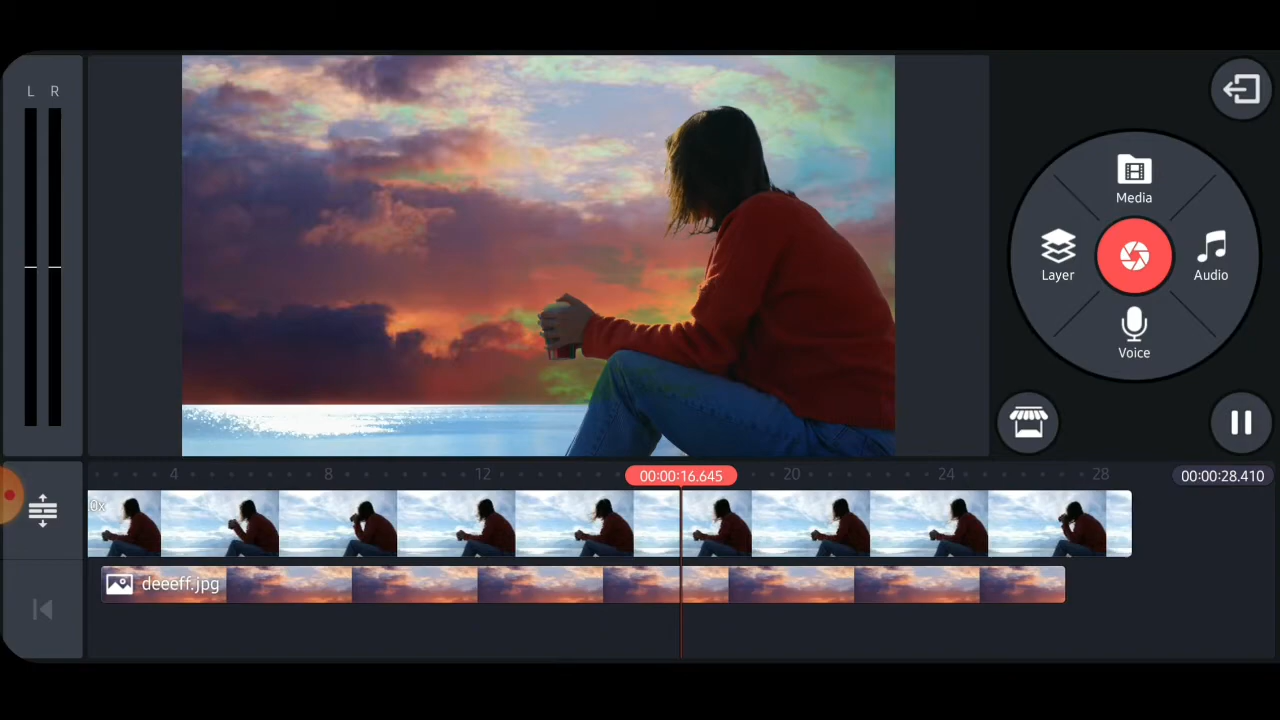 L R
Media
Layer
Audio
Voice
4 8 12 00:00:16.645 20 24 28 00:00:28.410
0x
deeeff.jpg